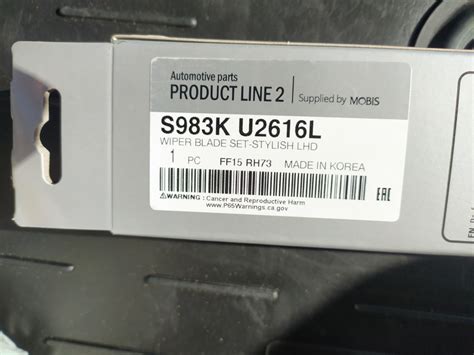 Automotive parts
PRODUCT LINE 2
Supplied by MOBIS
S983K U2616L
WIPER BLADE SET-STYLISH LHD
1 PC FF15 RH73 MADE IN KOREA
WARNING : Cancer and Reproductive Harm
www.P65Warnings.ca.gov
EAC